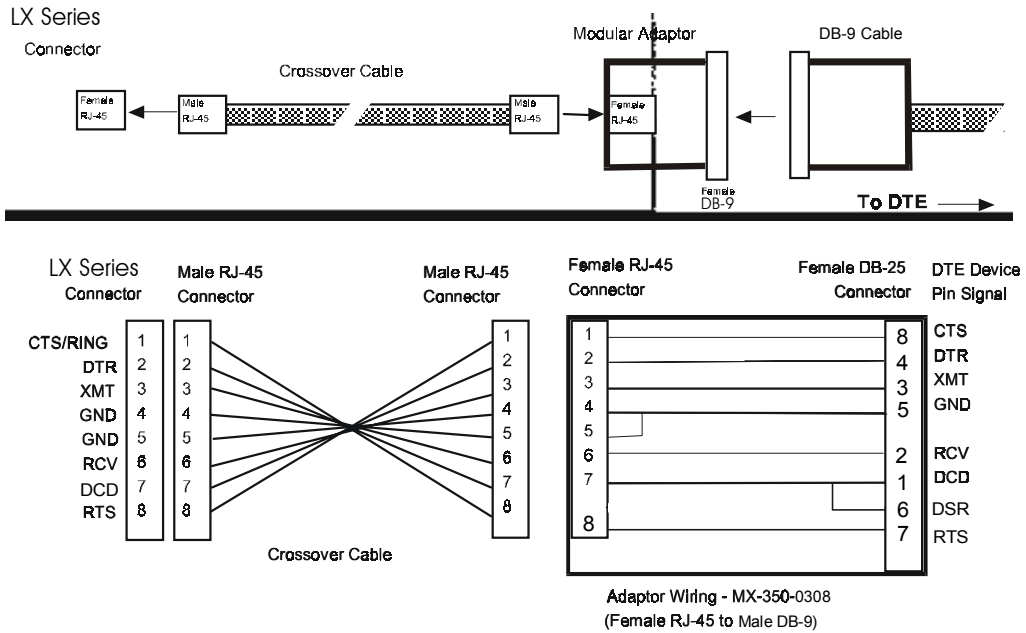 LX Series
Connector
Crossover Cable
Modular Adaptor
DB-9 Cable
Female
RJ-45
Male
RJ-45
Male
RJ-45
Female
RJ-45
Female
DB-9
To DTE
LX Series
Connector
Male RJ-45
Connector
Male RJ-45
Connector
Female RJ-45
Connector
Female DB-25
Connector
DTE Device
Pin Signal
CTS/RING 1 1 1 1 8 CTS
DTR 2 2 2 2 4 DTR
XMT 3 3 3 3 3 XMT
GND 4 4 4 4 5 GND
GND 5 5 5 5
RCV 6 6 6 6 2 RCV
DCD 7 7 7 7 1 DCD
6 DSR
RTS 8 8 8 8 7 RTS
Crossover Cable
Adaptor Wiring - MX-350-0308
(Female RJ-45 to Male DB-9)